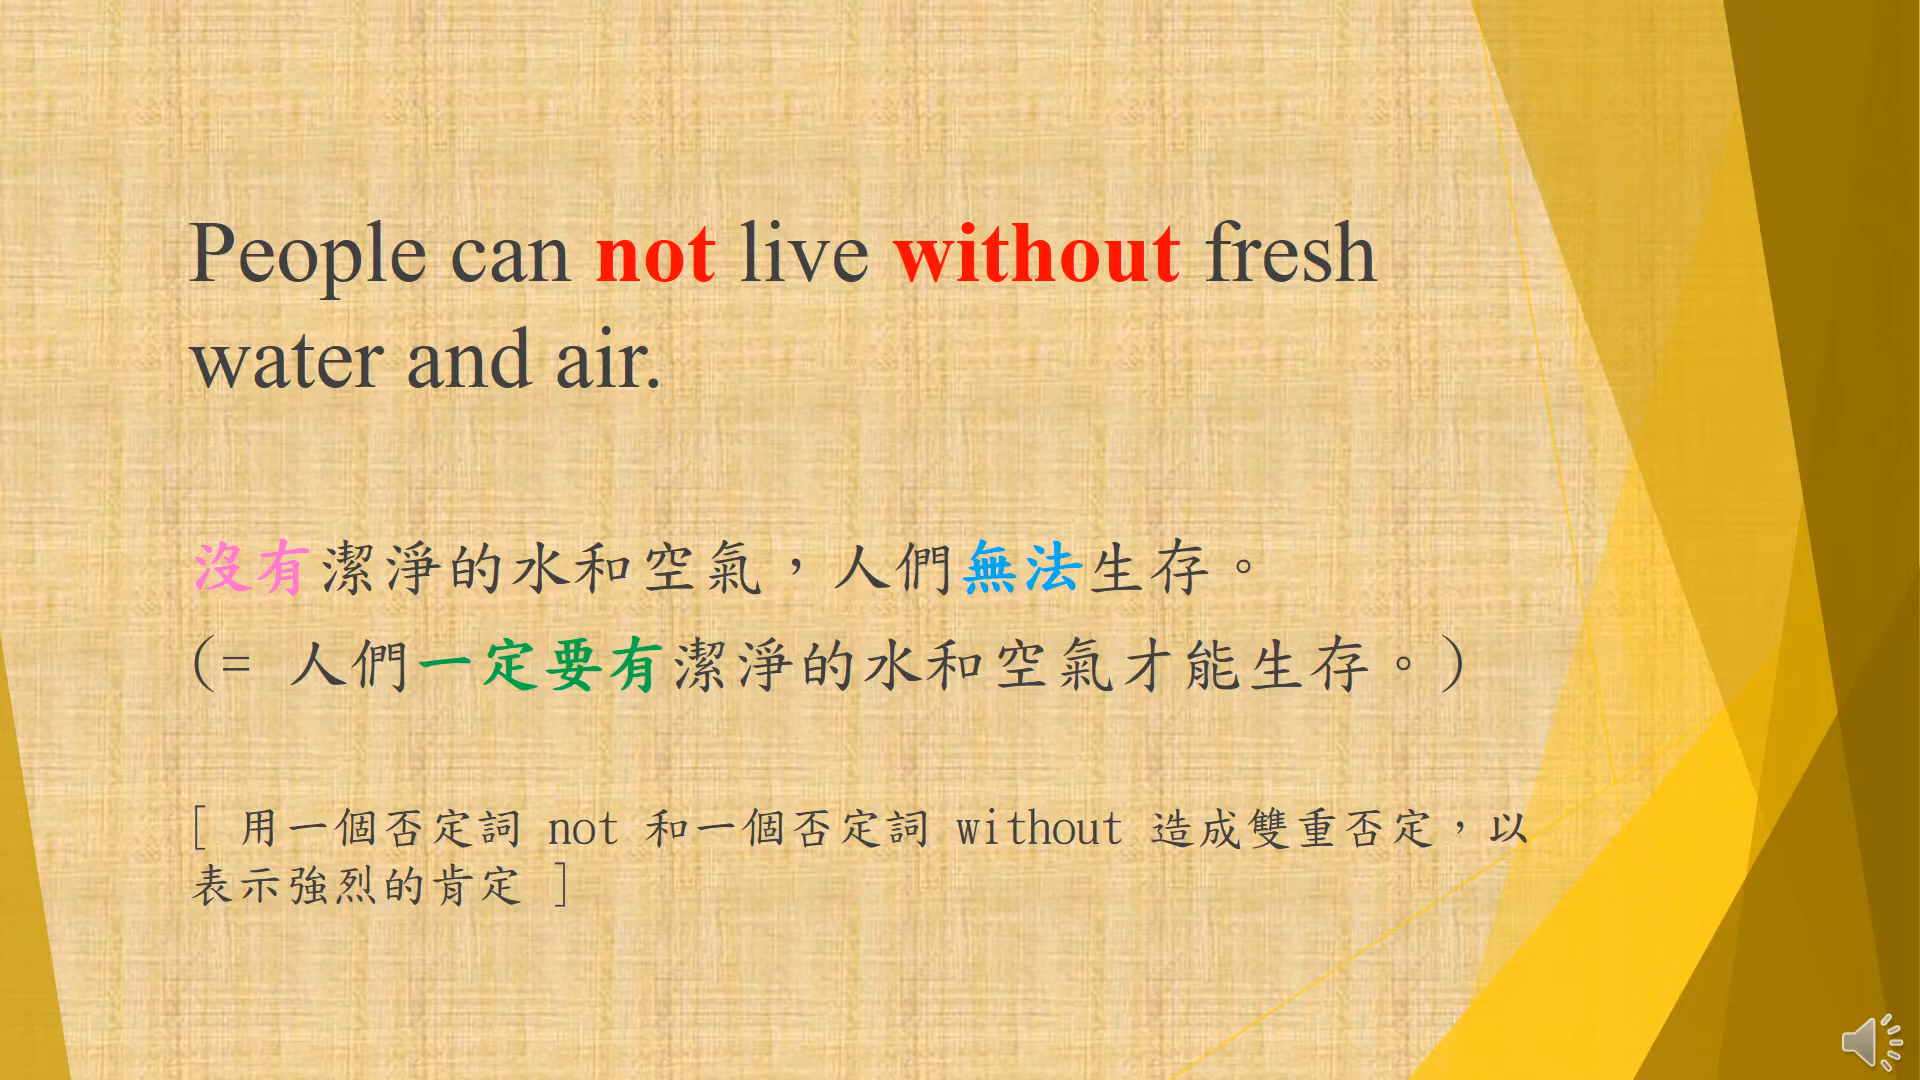 People can not live without fresh
water and air.
沒有潔淨的水和空氣，人們無法生存。
(= 人們一定要有潔淨的水和空氣才能生存。)
[ 用一個否定詞 not 和一個否定詞 without 造成雙重否定，以
表示強烈的肯定 ]